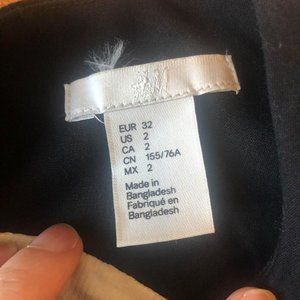 H&M
EUR 32
US 2
CA 2
CN 155/76A
MX 2
Made in
Bangladesh
Fabriqué en
Bangladesh